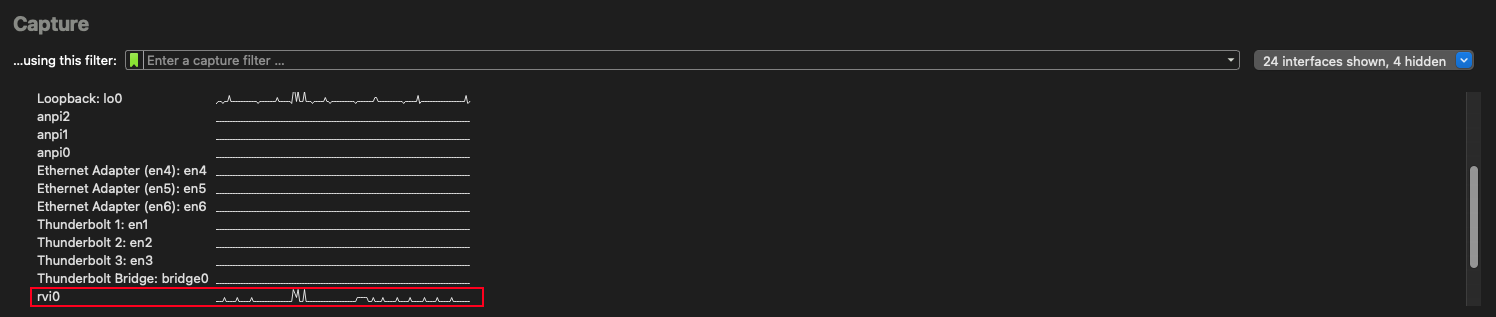 Capture
...using this filter: Enter a capture filter ... 24 interfaces shown, 4 hidden
Loopback: lo0
anpi2
anpi1
anpi0
Ethernet Adapter (en4): en4
Ethernet Adapter (en5): en5
Ethernet Adapter (en6): en6
Thunderbolt 1: en1
Thunderbolt 2: en2
Thunderbolt 3: en3
Thunderbolt Bridge: bridge0
rvi0